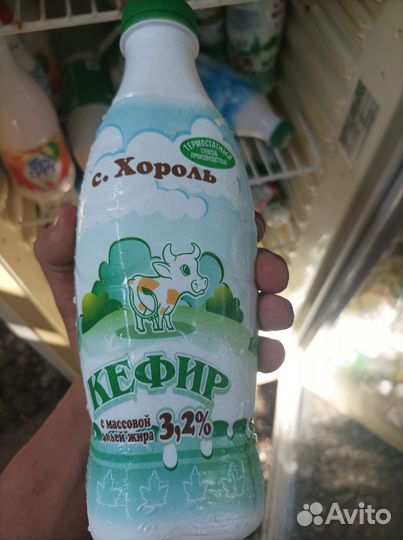 ТЕРМОСТАТНЫЙ
СПОСОБ
ПРОИЗВОДСТВА
с. Хороль
КЕФИР
с массовой
долей жира 3,2%
Avito